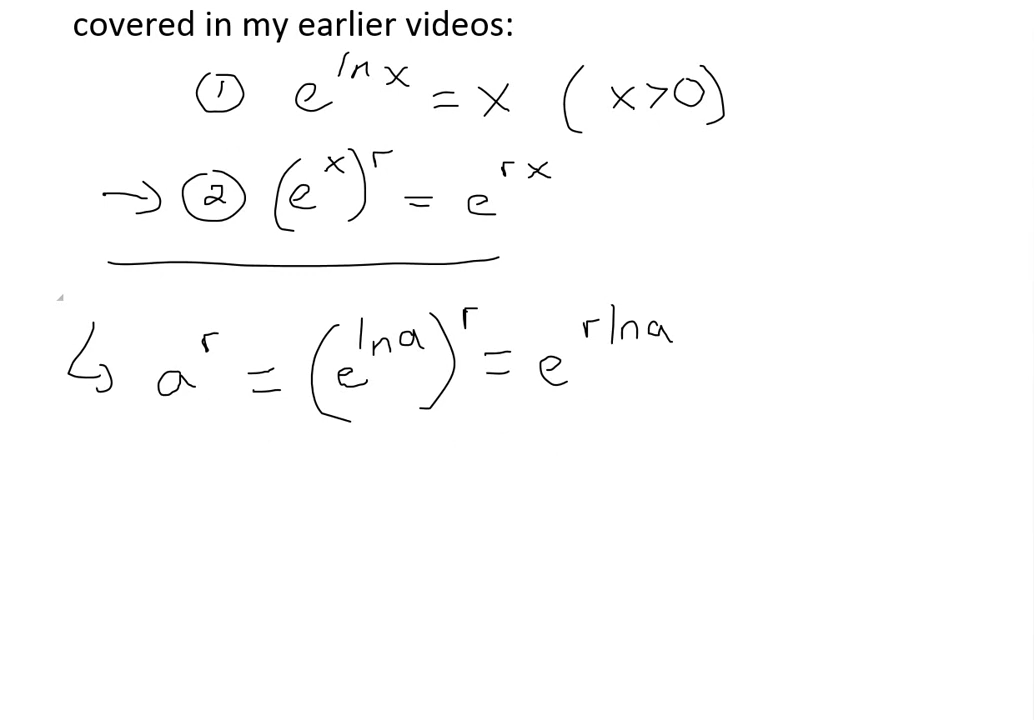 covered in my earlier videos:
① e^{ln x} = x (x>0)
→ ② (e^x)^r = e^{rx}
↳ a^r = (e^{ln a})^r = e^{r ln a}